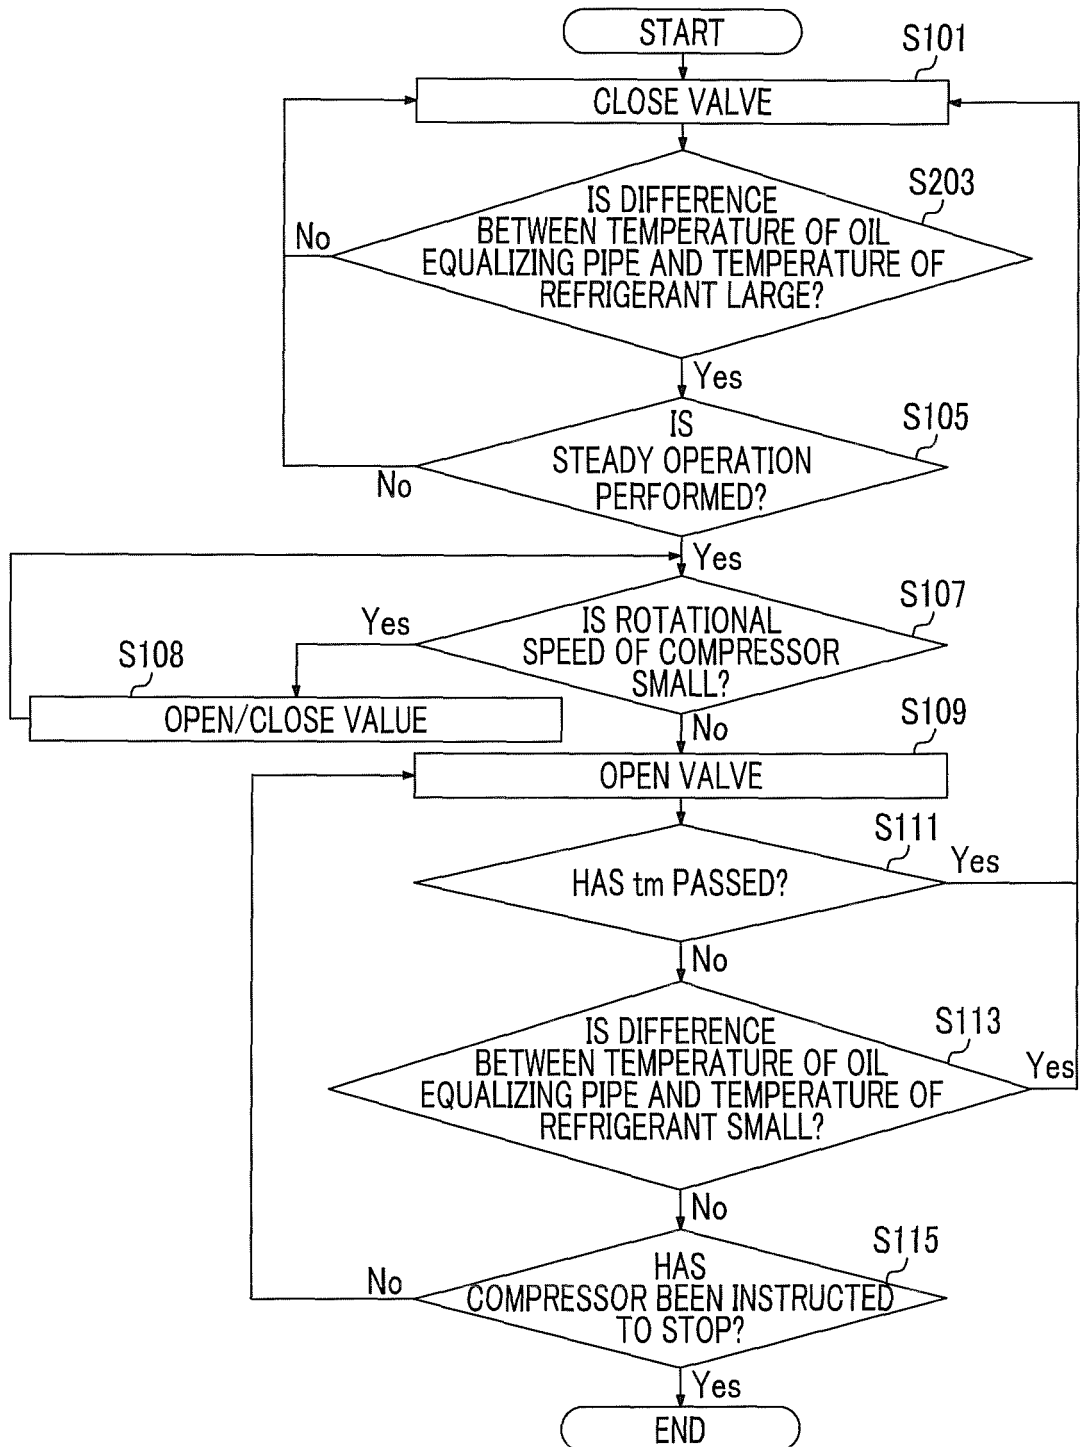 START
S101
CLOSE VALVE
S203
IS DIFFERENCE
BETWEEN TEMPERATURE OF OIL
EQUALIZING PIPE AND TEMPERATURE OF
REFRIGERANT LARGE?
No
Yes
S105
IS
STEADY OPERATION
PERFORMED?
No
Yes
S107
IS ROTATIONAL
SPEED OF COMPRESSOR
SMALL?
Yes
S108
OPEN/CLOSE VALUE
No
S109
OPEN VALVE
S111
HAS tm PASSED?
Yes
No
S113
IS DIFFERENCE
BETWEEN TEMPERATURE OF OIL
EQUALIZING PIPE AND TEMPERATURE OF
REFRIGERANT SMALL?
Yes
No
S115
HAS
COMPRESSOR BEEN INSTRUCTED
TO STOP?
No
Yes
END